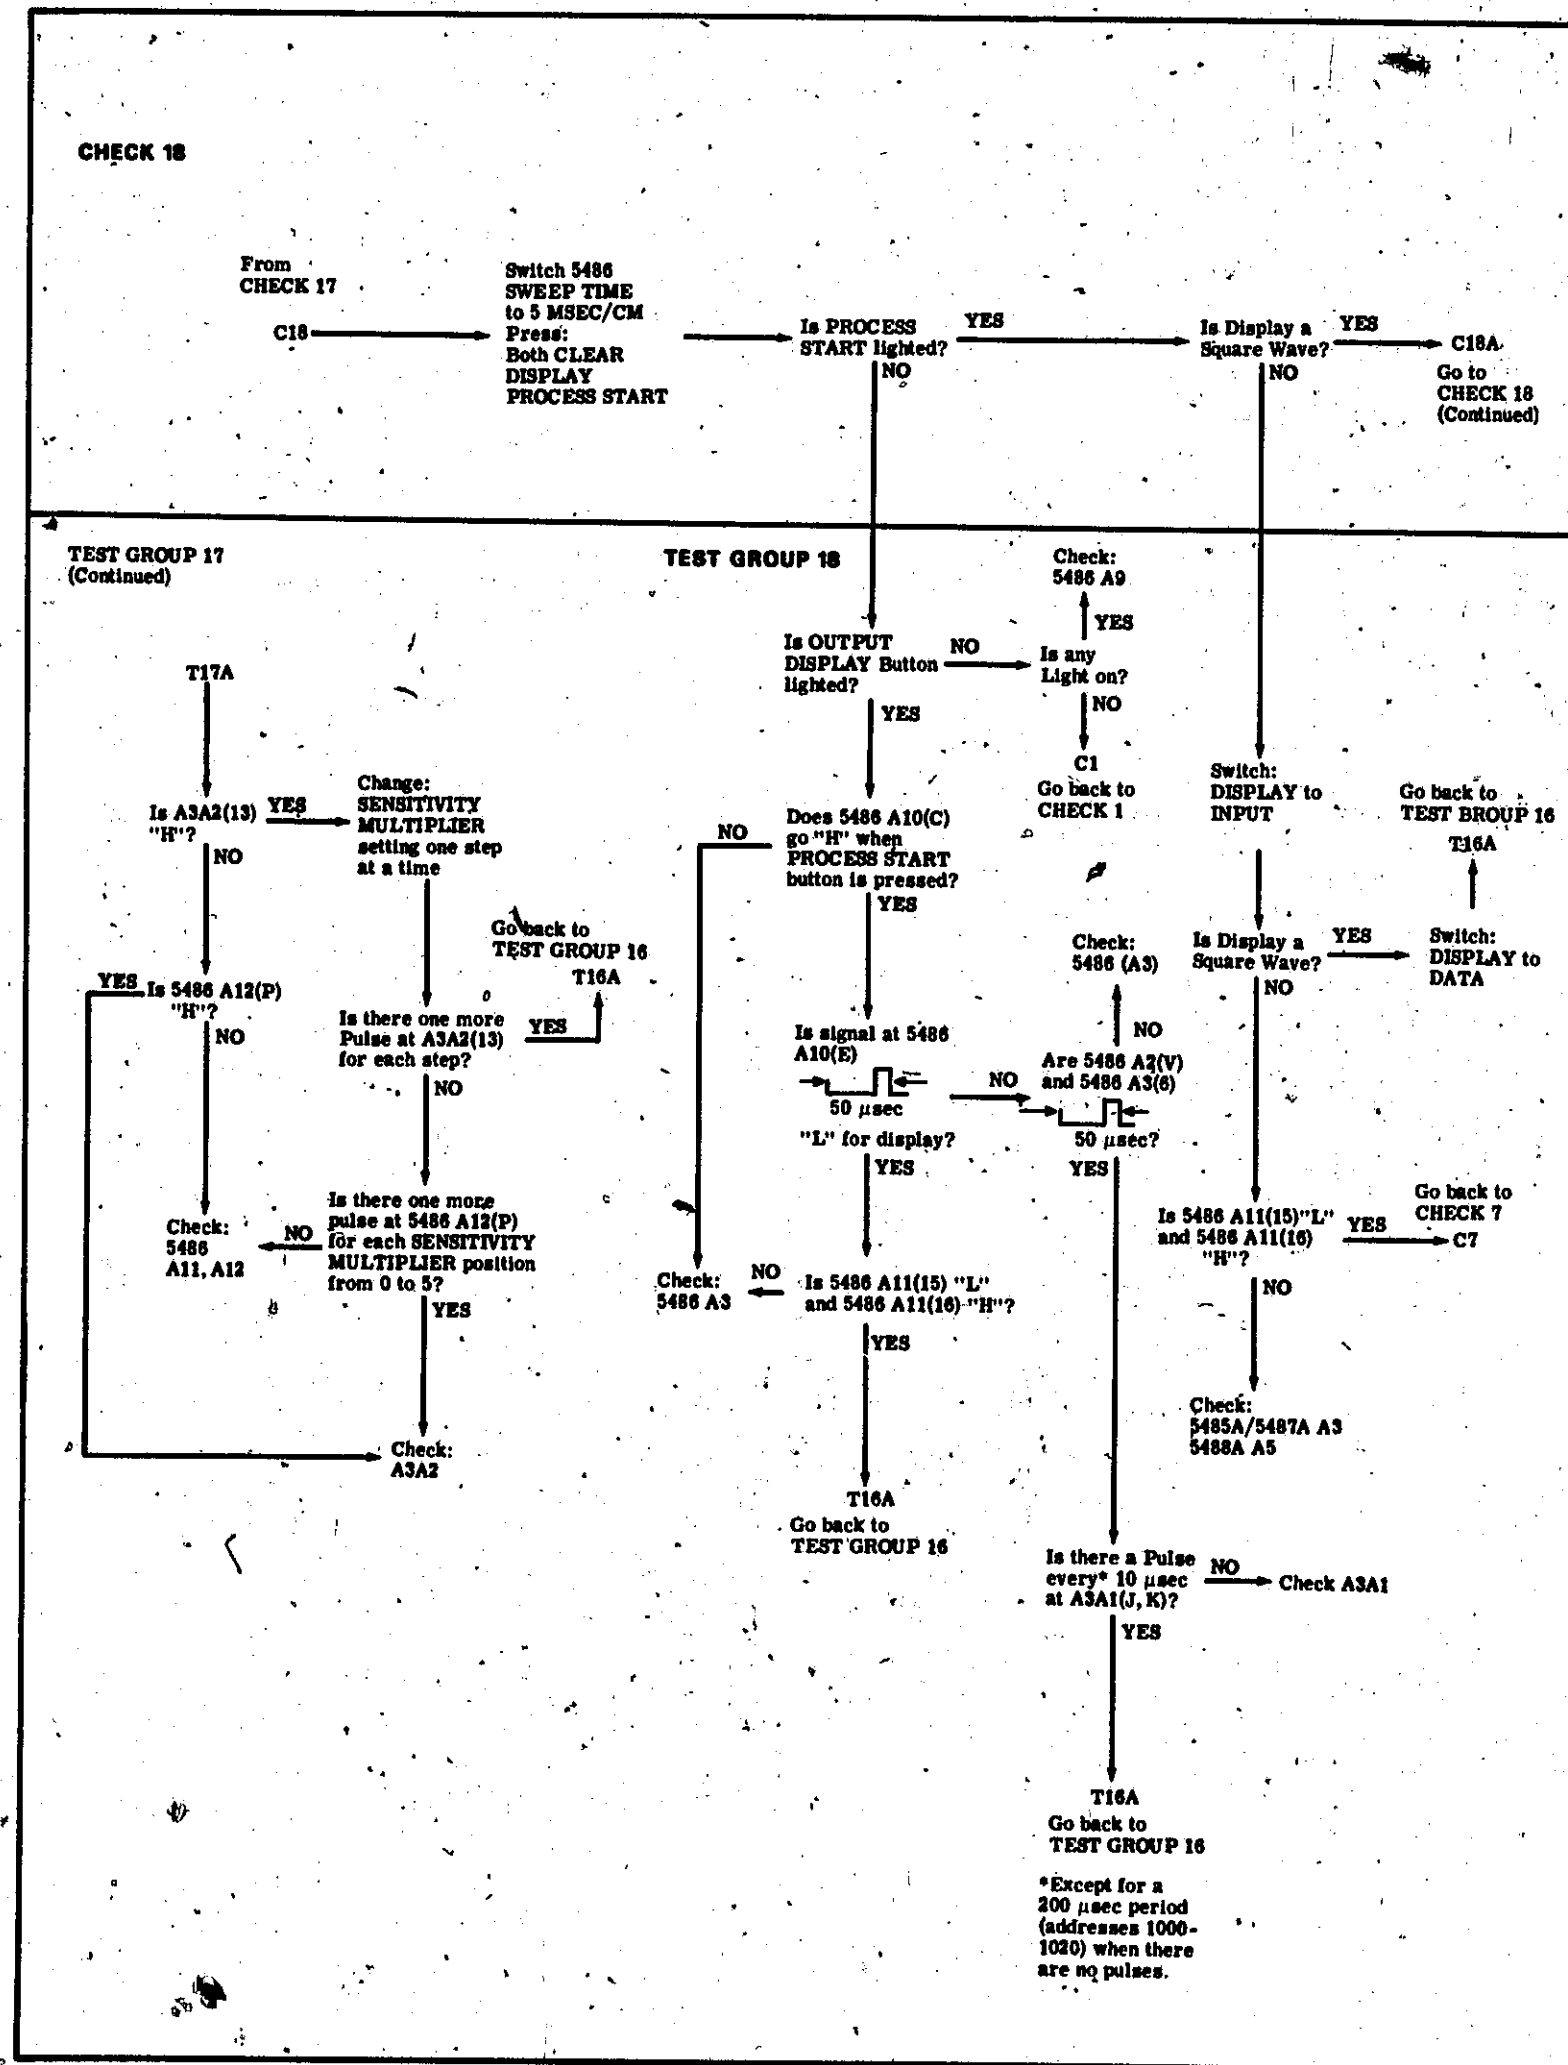 CHECK 18
From
CHECK 17
C18
Switch 5486
SWEEP TIME
to 5 MSEC/CM
Press:
Both CLEAR
DISPLAY
PROCESS START
Is PROCESS
START lighted?
YES
NO
Is Display a
Square Wave?
YES
NO
C18A
Go to
CHECK 18
(Continued)
TEST GROUP 17
(Continued)
T17A
Is A3A2(13)
"H"?
YES
NO
Change:
SENSITIVITY
MULTIPLIER
setting one step
at a time
Go back to
TEST GROUP 16
T16A
YES
Is 5486 A12(P)
"H"?
NO
Is there one more
Pulse at A3A2(13)
for each step?
YES
NO
Check:
5486
A11, A12
NO
Is there one more
pulse at 5486 A12(P)
for each SENSITIVITY
MULTIPLIER position
from 0 to 5?
YES
Check:
A3A2
TEST GROUP 18
Is OUTPUT
DISPLAY Button
lighted?
NO
YES
Check:
5486 A9
YES
Is any
Light on?
NO
C1
Go back to
CHECK 1
NO
Does 5486 A10(C)
go "H" when
PROCESS START
button is pressed?
YES
Is signal at 5486
A10(E)
50 µsec
"L" for display?
NO
YES
Check:
5486 (A3)
NO
Are 5486 A2(V)
and 5486 A3(6)
50 µsec?
YES
Check:
5486 A3
NO
Is 5486 A11(15) "L"
and 5486 A11(16) "H"?
YES
T16A
Go back to
TEST GROUP 16
Is there a Pulse
every* 10 µsec
at A3A1(J, K)?
NO
Check A3A1
YES
T16A
Go back to
TEST GROUP 16
*Except for a
200 µsec period
(addresses 1000-
1020) when there
are no pulses.
Switch:
DISPLAY to
INPUT
Go back to
TEST BROUP 16
T16A
Is Display a
Square Wave?
YES
NO
Switch:
DISPLAY to
DATA
Is 5486 A11(15)"L"
and 5486 A11(16)
"H"?
YES
NO
Go back to
CHECK 7
C7
Check:
5485A/5487A A3
5488A A5